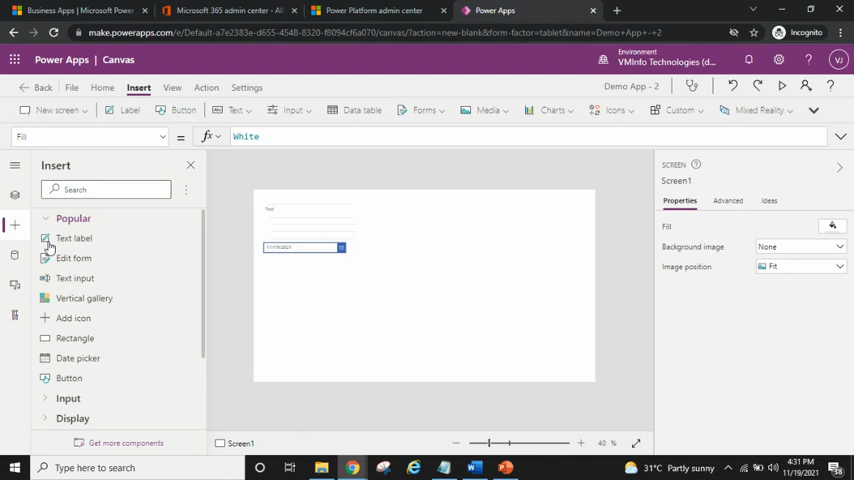 Business Apps | Microsoft Power
Microsoft 365 admin center - All
Power Platform admin center
Power Apps
make.powerapps.com/e/Default-a7e2383e-d660-4320-b320-f8094cf6a070/canvas/?action=new-blank&form-factor=tablet&name=Demo+App+-+2
Incognito
Power Apps | Canvas
Environment
VMInfo Technologies (d...
VJ
Back File Home Insert View Action Settings
Demo App - 2
New screen Label Button Text Input Data table Forms Media Charts Icons Custom Mixed Reality
Fill = fx White
Insert
Search
Popular
Text label
Edit form
Text input
Vertical gallery
Add icon
Rectangle
Date picker
Button
Input
Display
Get more components
Text
11/19/2021
SCREEN
Screen1
Properties Advanced Ideas
Fill
Background image None
Image position Fit
Screen1
40 %
Type here to search
31°C Partly sunny
4:31 PM
11/19/2021